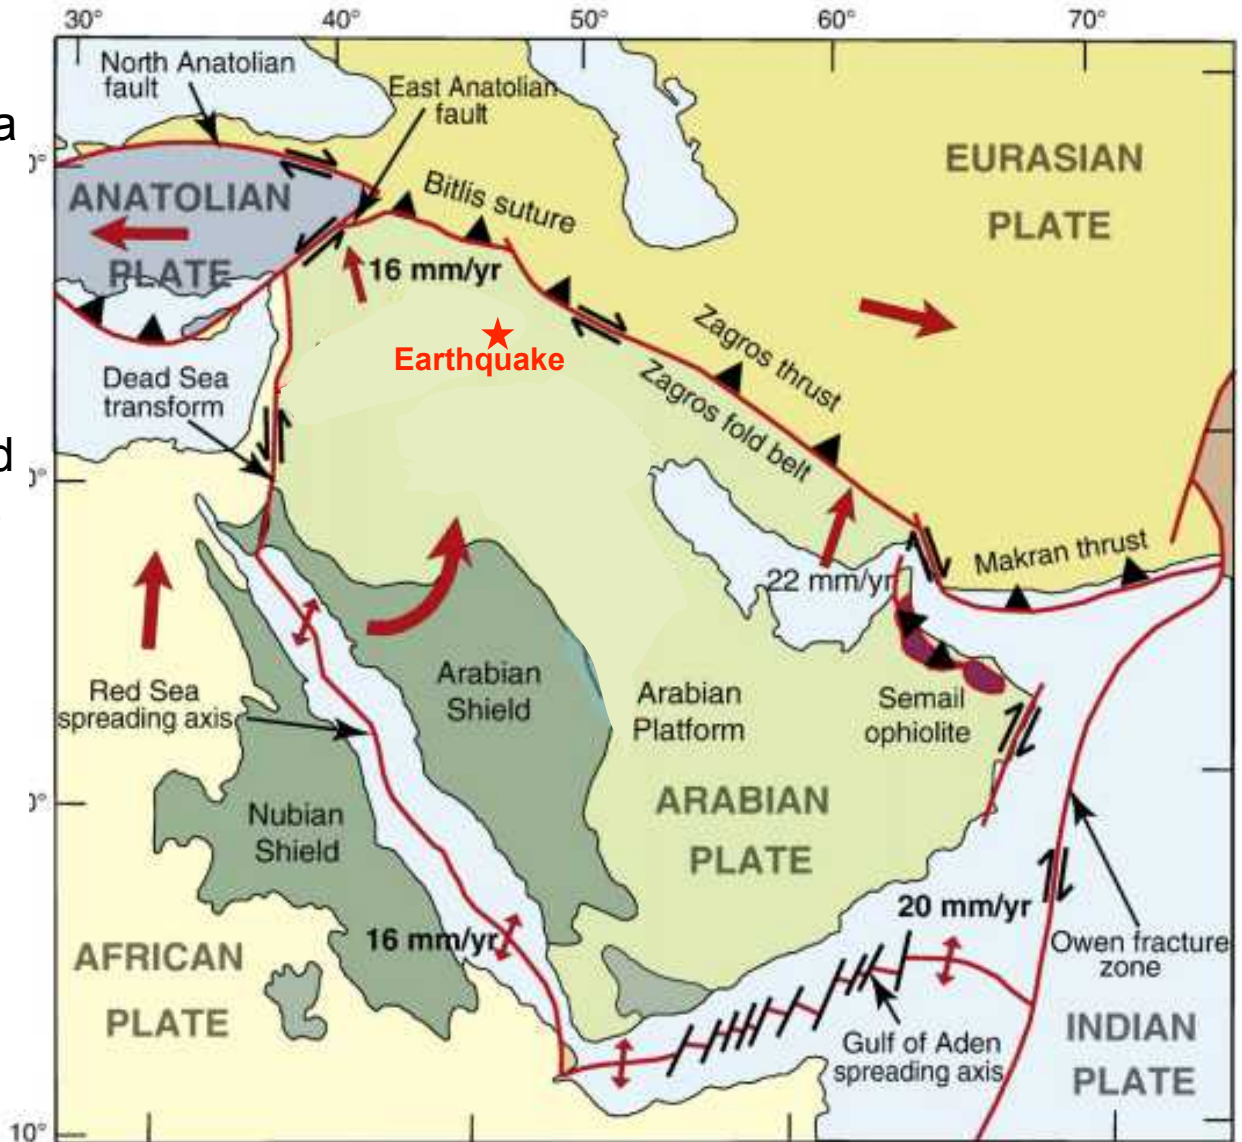 30°
40°
50°
60°
70°
North Anatolian
fault
East Anatolian
fault
a
0°
EURASIAN
PLATE
ANATOLIAN
PLATE
Bitlis suture
16 mm/yr
Earthquake
Zagros thrust
Zagros fold belt
Dead Sea
transform
d
0°
Makran thrust
22 mm/yr
Arabian
Shield
Red Sea
spreading axis
Arabian
Platform
Semail
ophiolite
0°
Nubian
Shield
ARABIAN
PLATE
20 mm/yr
16 mm/yr
AFRICAN
PLATE
Owen fracture
zone
Gulf of Aden
spreading axis
INDIAN
PLATE
10°